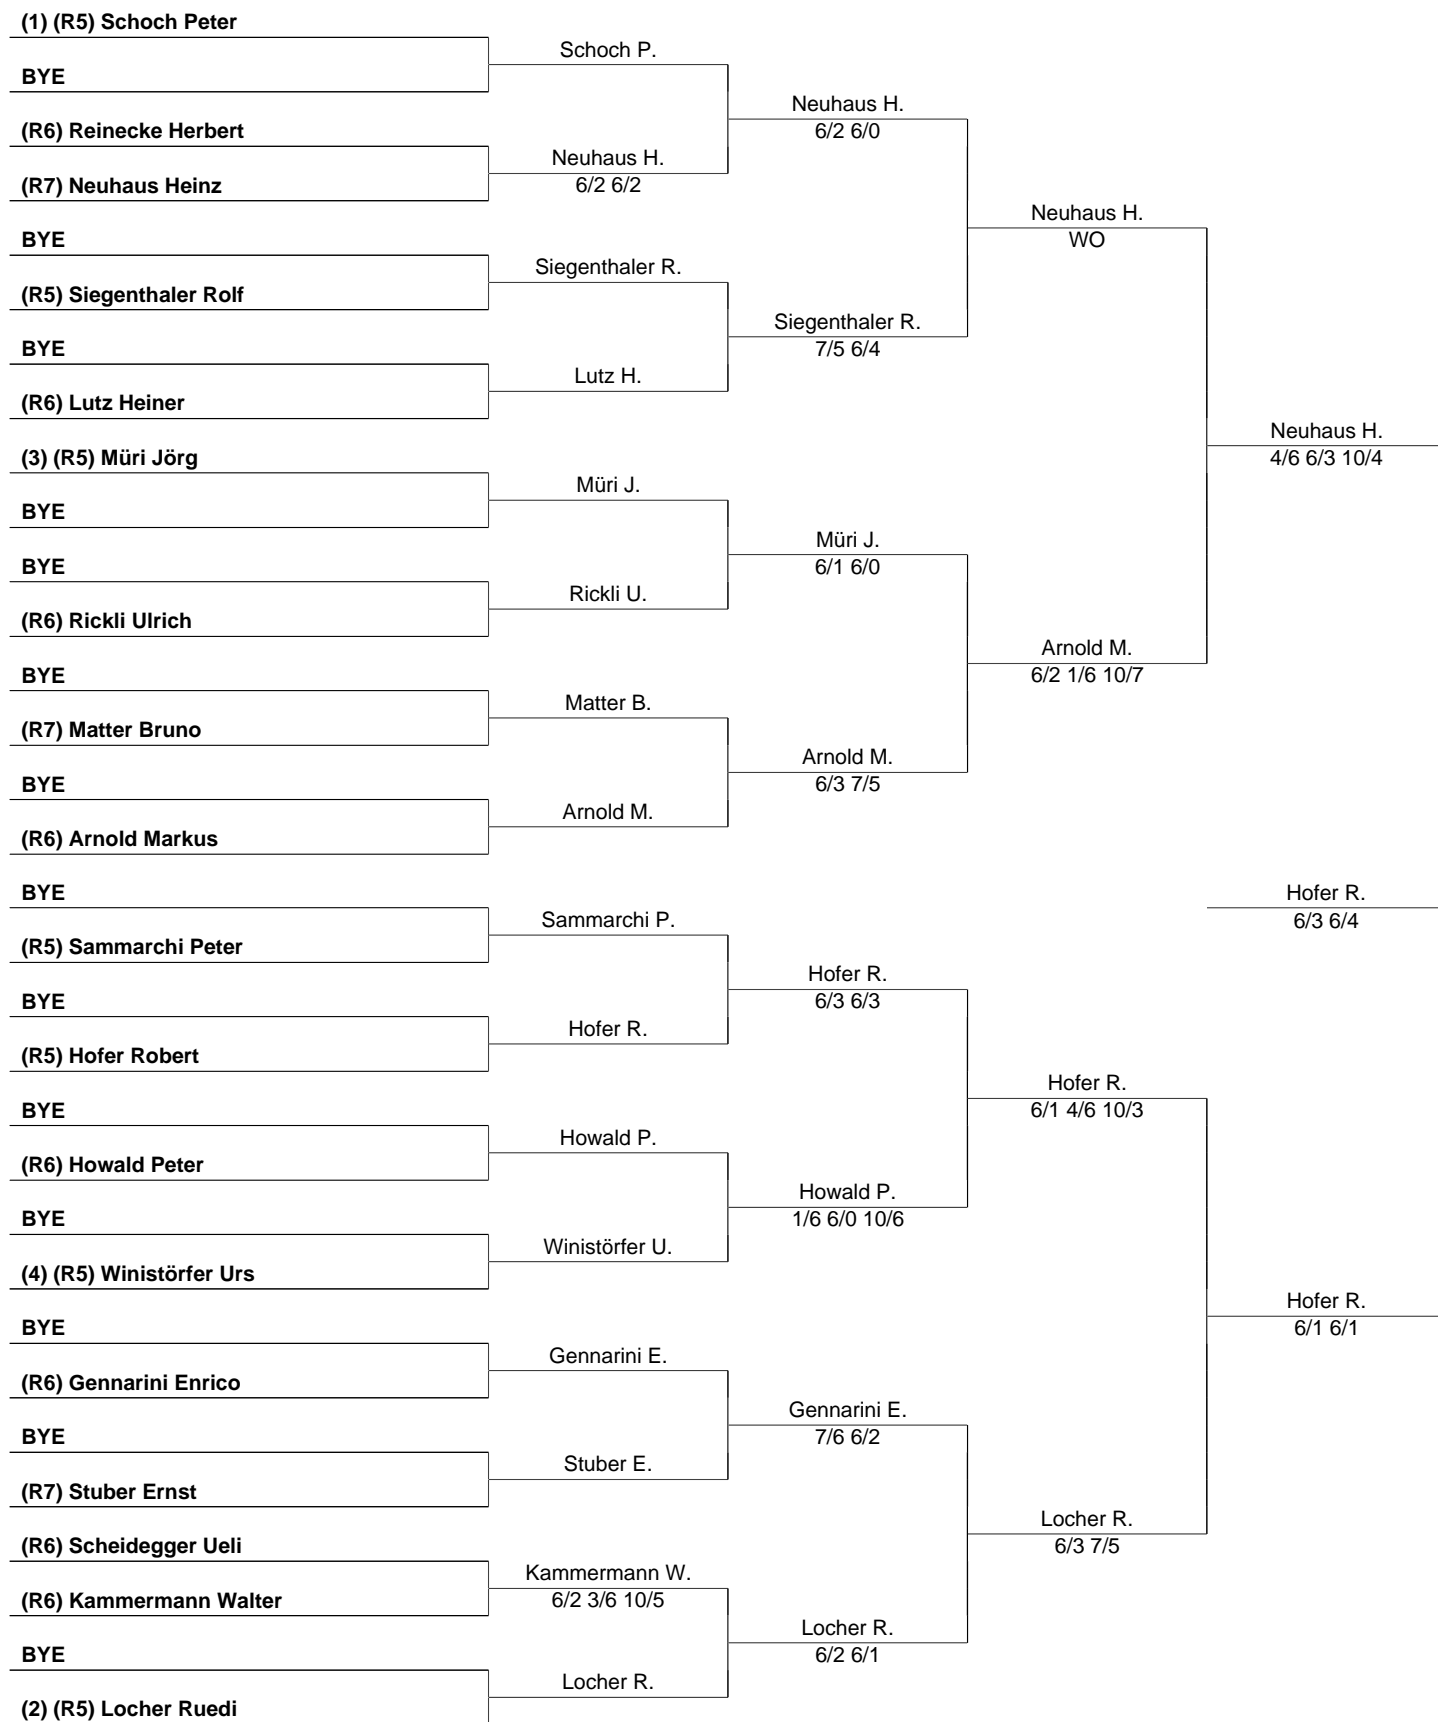 (1) (R5) Schoch Peter
Schoch P.
BYE
Neuhaus H.
6/2 6/0
(R6) Reinecke Herbert
Neuhaus H.
6/2 6/2
(R7) Neuhaus Heinz
Neuhaus H.
WO
BYE
Siegenthaler R.
(R5) Siegenthaler Rolf
Siegenthaler R.
7/5 6/4
BYE
Lutz H.
(R6) Lutz Heiner
Neuhaus H.
4/6 6/3 10/4
(3) (R5) Müri Jörg
Müri J.
BYE
Müri J.
6/1 6/0
BYE
Rickli U.
(R6) Rickli Ulrich
Arnold M.
6/2 1/6 10/7
BYE
Matter B.
(R7) Matter Bruno
Arnold M.
6/3 7/5
BYE
Arnold M.
(R6) Arnold Markus
BYE
Hofer R.
6/3 6/4
Sammarchi P.
(R5) Sammarchi Peter
Hofer R.
6/3 6/3
BYE
Hofer R.
(R5) Hofer Robert
Hofer R.
6/1 4/6 10/3
BYE
Howald P.
(R6) Howald Peter
Howald P.
1/6 6/0 10/6
BYE
Winistörfer U.
(4) (R5) Winistörfer Urs
Hofer R.
6/1 6/1
BYE
Gennarini E.
(R6) Gennarini Enrico
Gennarini E.
7/6 6/2
BYE
Stuber E.
(R7) Stuber Ernst
Locher R.
6/3 7/5
(R6) Scheidegger Ueli
Kammermann W.
6/2 3/6 10/5
(R6) Kammermann Walter
Locher R.
6/2 6/1
BYE
Locher R.
(2) (R5) Locher Ruedi